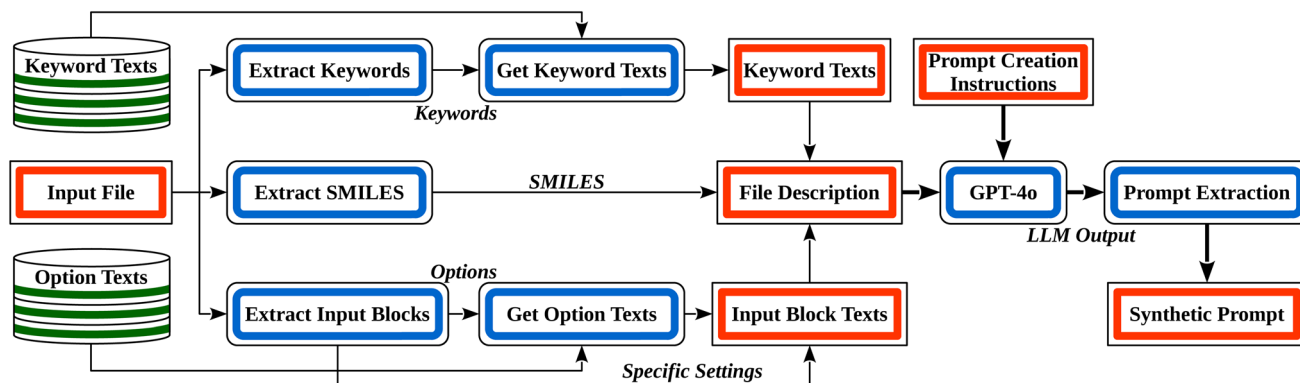 Keyword Texts
Extract Keywords
Get Keyword Texts
Keyword Texts
Prompt Creation
Instructions
Keywords
Input File
Extract SMILES
SMILES
File Description
GPT-4o
Prompt Extraction
LLM Output
Option Texts
Options
Extract Input Blocks
Get Option Texts
Input Block Texts
Synthetic Prompt
Specific Settings